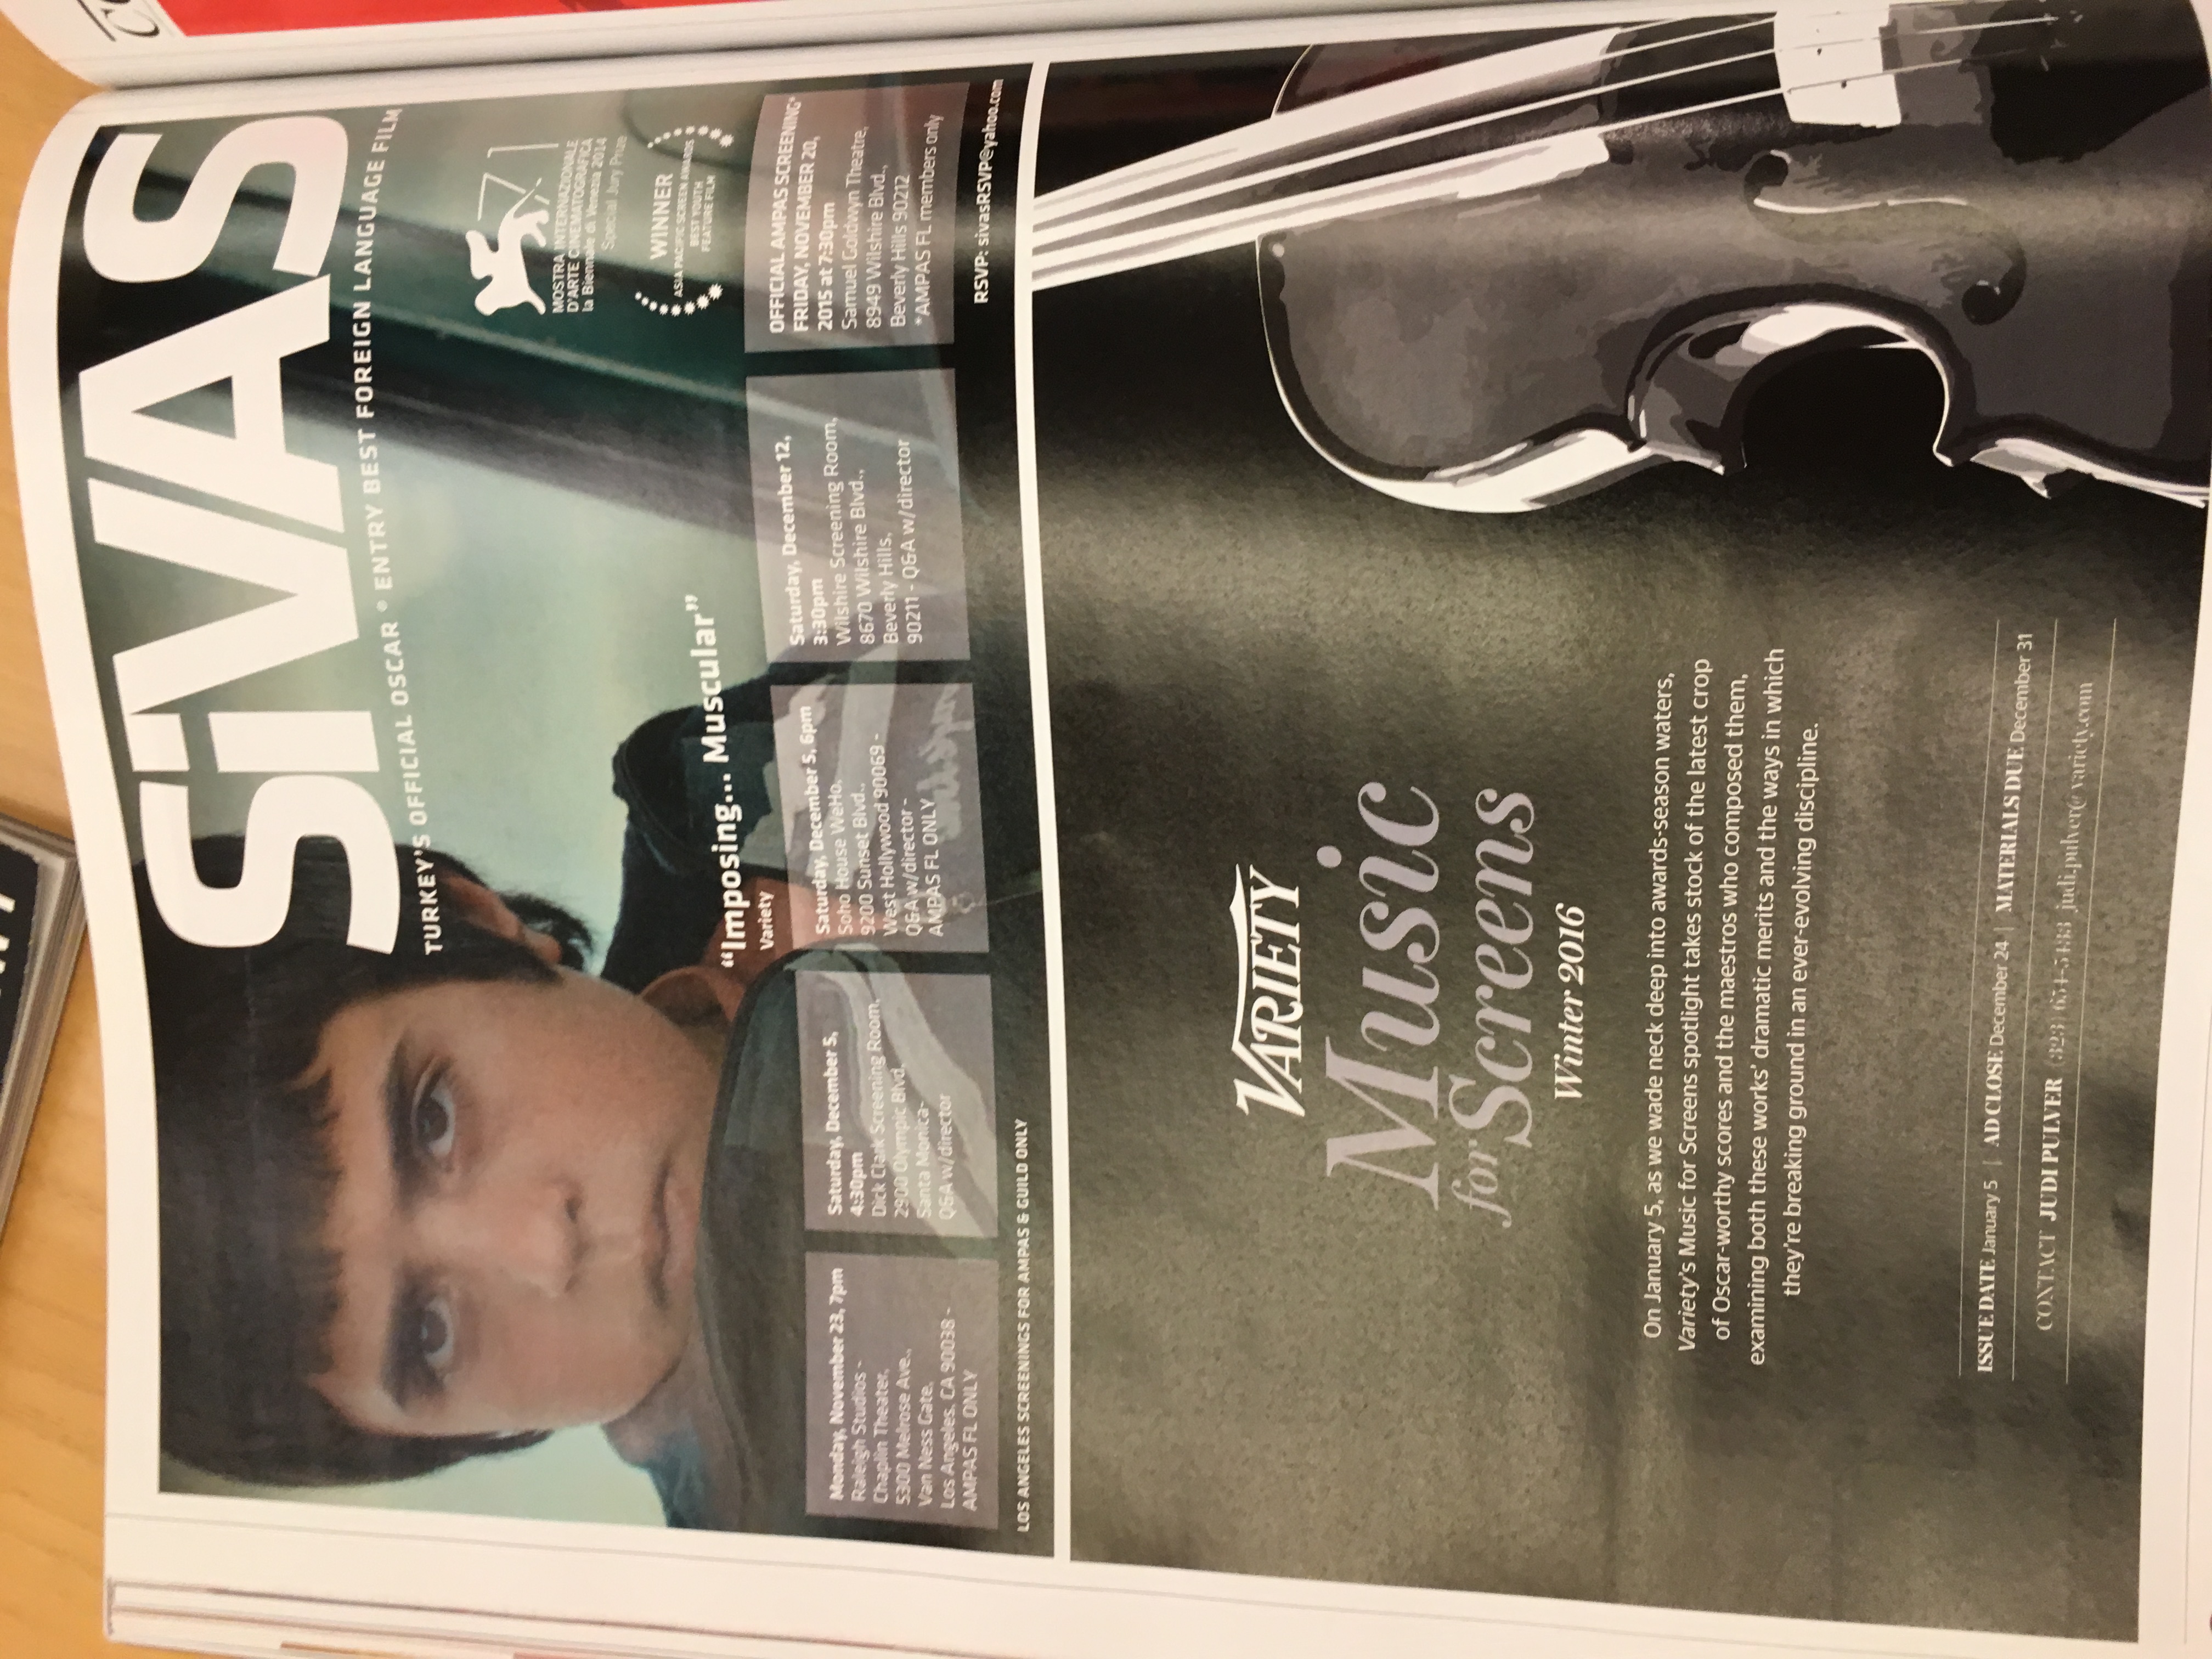 SiVAS
TURKEY'S OFFICIAL OSCAR ® ENTRY BEST FOREIGN LANGUAGE FILM
71
MOSTRA INTERNAZIONALE
D'ARTE CINEMATOGRAFICA
la Biennale di Venezia 2014
Special Jury Prize
WINNER
ASIA PACIFIC SCREEN AWARDS
BEST YOUTH
FEATURE FILM
"Imposing... Muscular"
Variety
Monday, November 23, 7pm
Raleigh Studios -
Chaplin Theater,
5300 Melrose Ave.,
Van Ness Gate,
Los Angeles, CA 90038 -
AMPAS FL ONLY
Saturday, December 5,
4:30pm
Dick Clark Screening Room,
2900 Olympic Blvd,
Santa Monica-
Q&A w/director
Saturday, December 5, 6pm
Soho House WeHo,
9200 Sunset Blvd.,
West Hollywood 90069 -
Q&A w/director -
AMPAS FL ONLY
Saturday, December 12,
3:30pm
Wilshire Screening Room,
8670 Wilshire Blvd.,
Beverly Hills,
90211 - Q&A w/director
OFFICIAL AMPAS SCREENING*
FRIDAY, NOVEMBER 20,
2015 at 7:30pm
Samuel Goldwyn Theatre,
8949 Wilshire Blvd.,
Beverly Hills 90212
*AMPAS FL members only
RSVP: sivasRSVP@yahoo.com
LOS ANGELES SCREENINGS FOR AMPAS & GUILD ONLY
VARIETY
Music
for Screens
Winter 2016
On January 5, as we wade neck deep into awards-season waters,
Variety's Music for Screens spotlight takes stock of the latest crop
of Oscar-worthy scores and the maestros who composed them,
examining both these works' dramatic merits and the ways in which
they're breaking ground in an ever-evolving discipline.
ISSUE DATE January 5 | AD CLOSE December 24 | MATERIALS DUE December 31
CONTACT JUDI PULVER (323) judi.pulver@variety.com